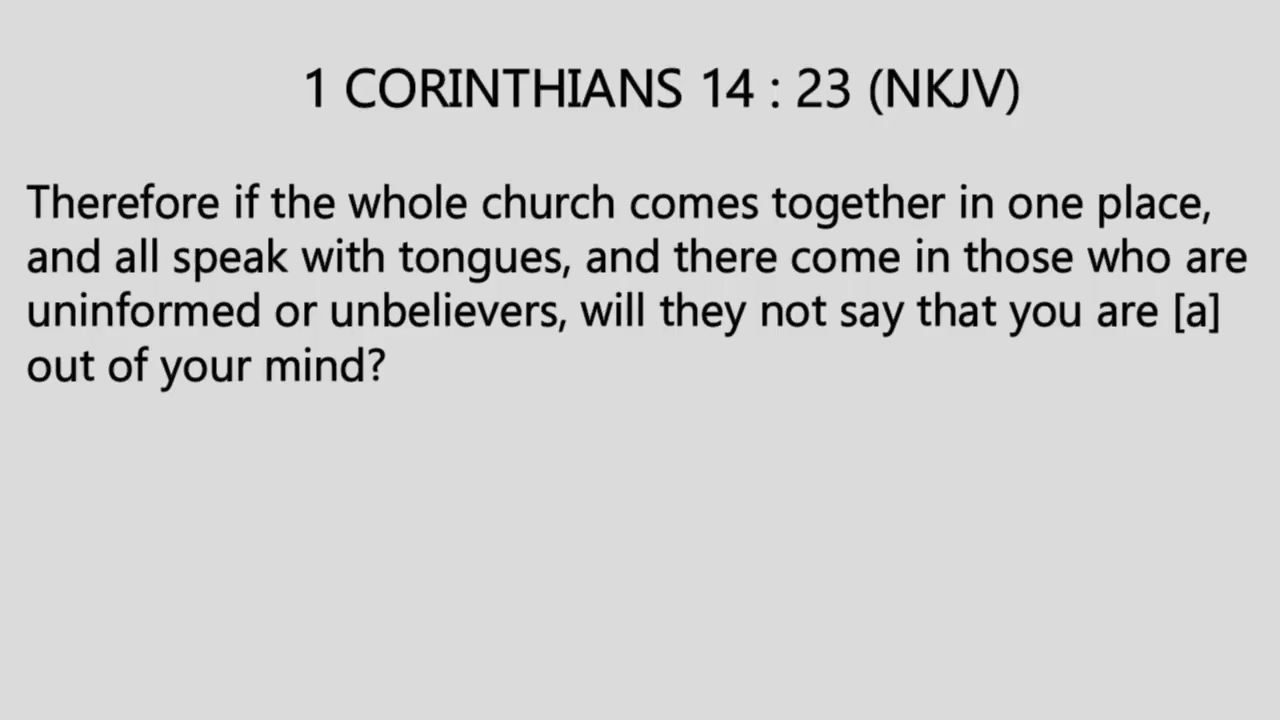 1 CORINTHIANS 14 : 23 (NKJV)
Therefore if the whole church comes together in one place,
and all speak with tongues, and there come in those who are
uninformed or unbelievers, will they not say that you are [a]
out of your mind?